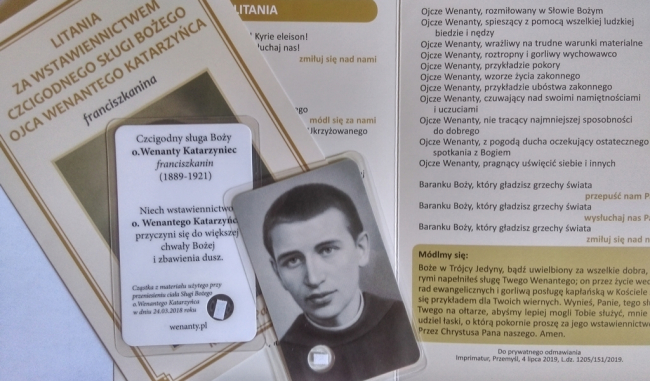 LITANIA
ZA WSTAWIENNICTWEM
CZCIGODNEGO SŁUGI BOŻEGO
OJCA WENANTEGO KATARZYŃCA
franciszkanina
Czcigodny sługa Boży
o.Wenanty Katarzyniec
franciszkanin
(1889-1921)
Niech wstawiennictwo
o. Wenantego Katarzyńc
przyczyni się do większej
chwały Bożej
i zbawienia dusz.
Cząstka z materiału użytego przy
przeniesieniu ciała Sługi Bożego
o.Wenantego Katarzyńca
w dniu 24.03.2018 roku
wenanty.pl
LITANIA
Kyrie eleison!
słuchaj nas!
zmiłuj się nad nami
módl się za nami
Ukrzyżowanego
Ojcze Wenanty, rozmiłowany w Słowie Bożym
Ojcze Wenanty, spieszący z pomocą wszelkiej ludzkiej
biedzie i nędzy
Ojcze Wenanty, wrażliwy na trudne warunki materialne
Ojcze Wenanty, roztropny i gorliwy wychowawco
Ojcze Wenanty, przykładzie pokory
Ojcze Wenanty, wzorze życia zakonnego
Ojcze Wenanty, przykładzie ubóstwa zakonnego
Ojcze Wenanty, czuwający nad swoimi namiętnościami
i uczuciami
Ojcze Wenanty, nie tracący najmniejszej sposobności
do dobrego
Ojcze Wenanty, z pogodą ducha oczekujący ostatecznego
spotkania z Bogiem
Ojcze Wenanty, pragnący uświęcić siebie i innych
Baranku Boży, który gładzisz grzechy świata
przepuść nam P
Baranku Boży, który gładzisz grzechy świata
wysłuchaj nas Pa
Baranku Boży, który gładzisz grzechy świata
zmiłuj się nad n
Módlmy się:
Boże w Trójcy Jedyny, bądź uwielbiony za wszelkie dobra,
rymi napełniłeś sługę Twego Wenantego; on przez życie wed
rad ewangelicznych i gorliwą posługę kapłańską w Kościele
się przykładem dla Twoich wiernych. Wynieś, Panie, tego sł
Twego na ołtarze, abyśmy lepiej mogli Tobie służyć, mnie
udziel łaski, o którą pokornie proszę za jego wstawiennictwe
Przez Chrystusa Pana naszego. Amen.
Do prywatnego odmawiania
Imprimatur, Przemyśl, 4 lipca 2019, L.dz. 1205/151/2019.